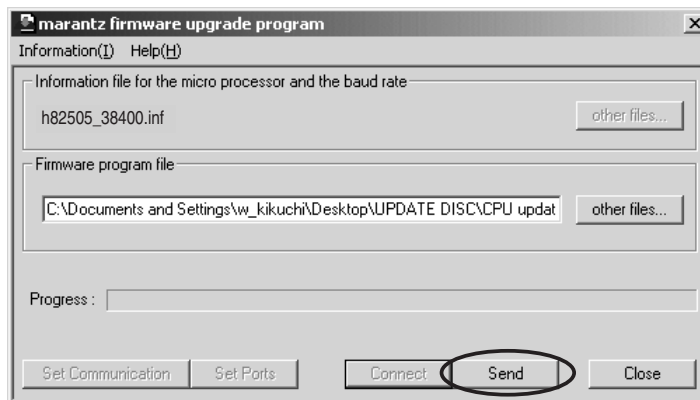 marantz firmware upgrade program
Information(I) Help(H)
Information file for the micro processor and the baud rate
h82505_38400.inf
other files...
Firmware program file
C:\Documents and Settings\w_kikuchi\Desktop\UPDATE DISC\CPU updat
other files...
Progress :
Set Communication Set Ports Connect Send Close